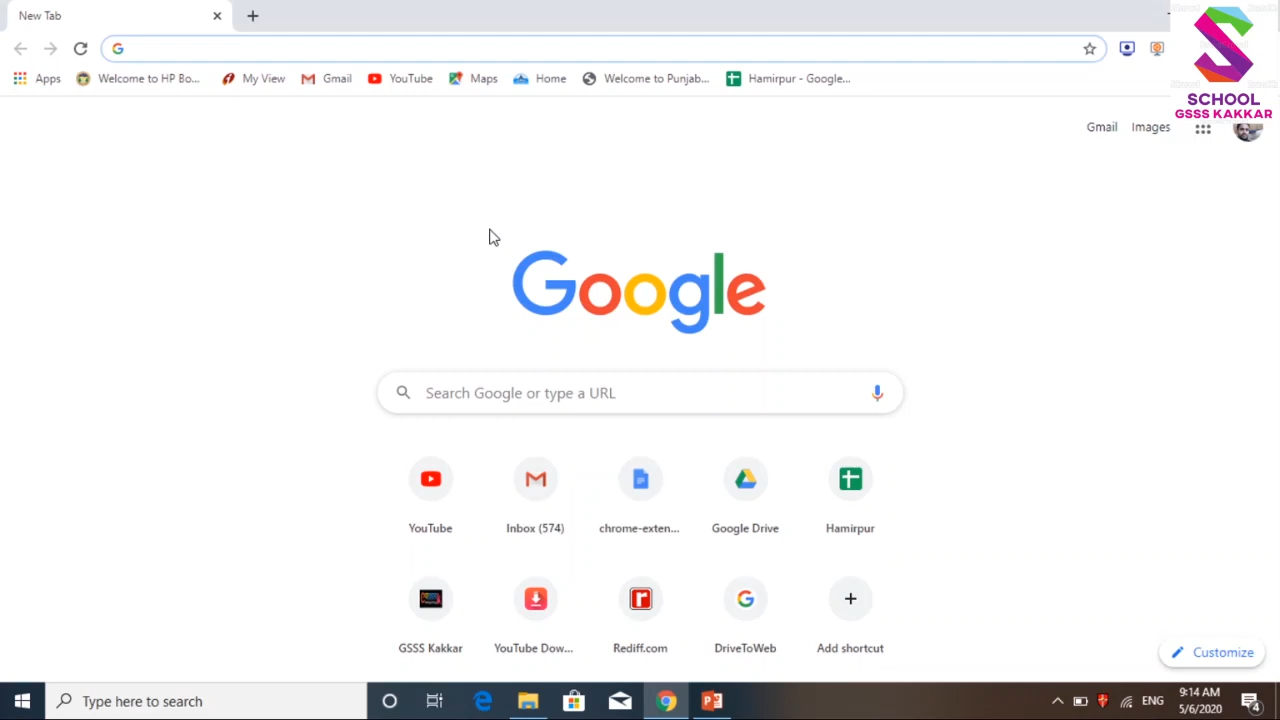 New Tab
SCHOOL
GSSS KAKKAR
Apps Welcome to HP Bo... My View Gmail YouTube Maps Home Welcome to Punjab... Hamirpur - Google...
Gmail Images
Google
Search Google or type a URL
YouTube Inbox (574) chrome-exten... Google Drive Hamirpur
GSSS Kakkar YouTube Dow... Rediff.com DriveToWeb Add shortcut
Customize
Type here to search
ENG
9:14 AM
5/6/2020
4